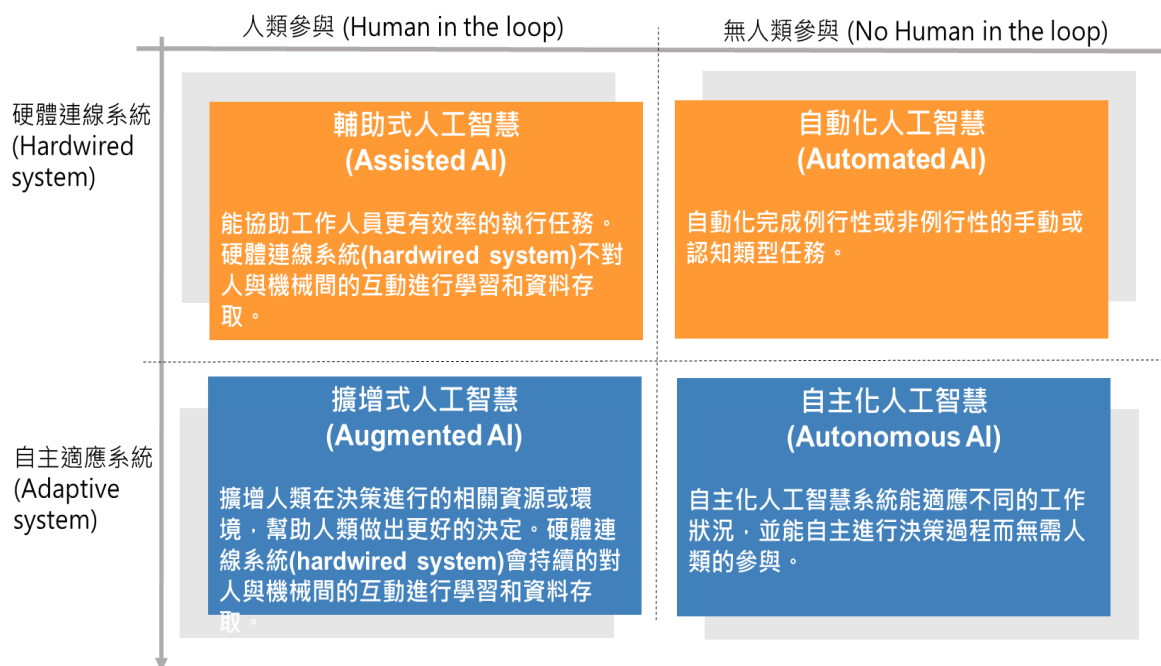 人類參與 (Human in the loop)
無人類參與 (No Human in the loop)
硬體連線系統
(Hardwired
system)
輔助式人工智慧
(Assisted AI)
能協助工作人員更有效率的執行任務。
硬體連線系統(hardwired system)不對
人與機械間的互動進行學習和資料存
取。
自動化人工智慧
(Automated AI)
自動化完成例行性或非例行性的手動或
認知類型任務。
自主適應系統
(Adaptive
system)
擴增式人工智慧
(Augmented AI)
擴增人類在決策進行的相關資源或環
境，幫助人類做出更好的決定。硬體連
線系統(hardwired system)會持續的對
人與機械間的互動進行學習和資料存
取。
自主化人工智慧
(Autonomous AI)
自主化人工智慧系統能適應不同的工作
狀況，並能自主進行決策過程而無需人
類的參與。